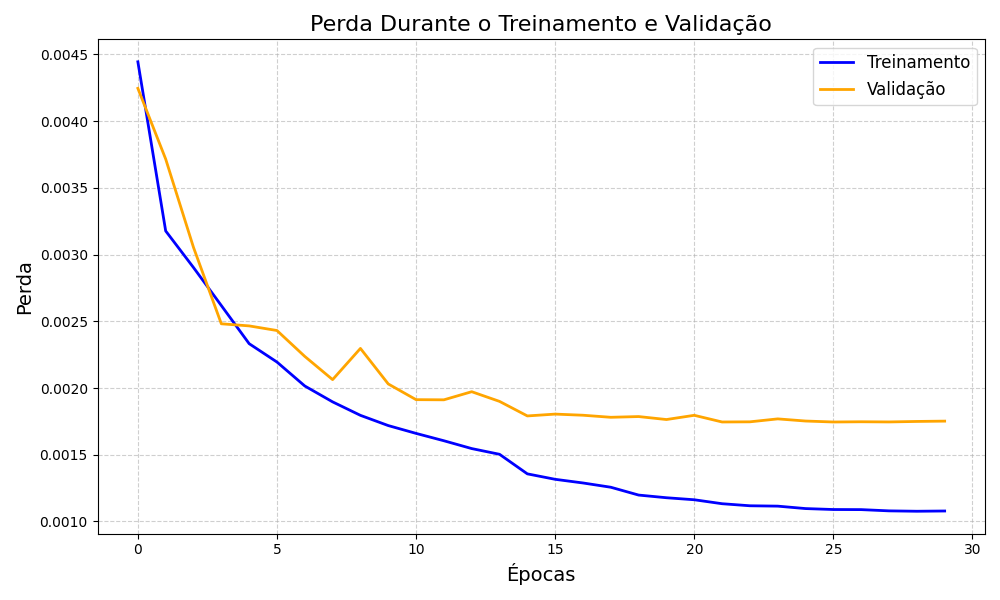 Perda Durante o Treinamento e Validação
Treinamento
Validação
0.0045
0.0040
0.0035
0.0030
0.0025
0.0020
0.0015
0.0010
Perda
0 5 10 15 20 25 30
Épocas